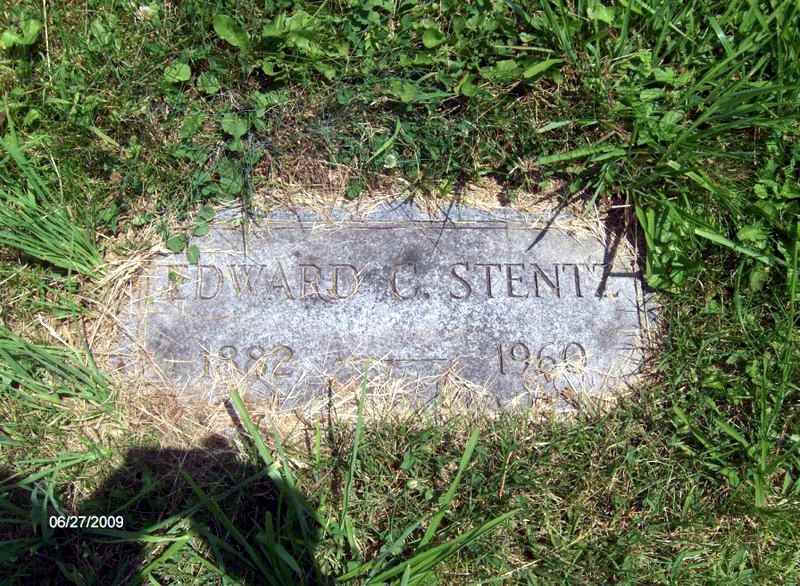 EDWARD C. STENTZ
1882 — 1960
06/27/2009